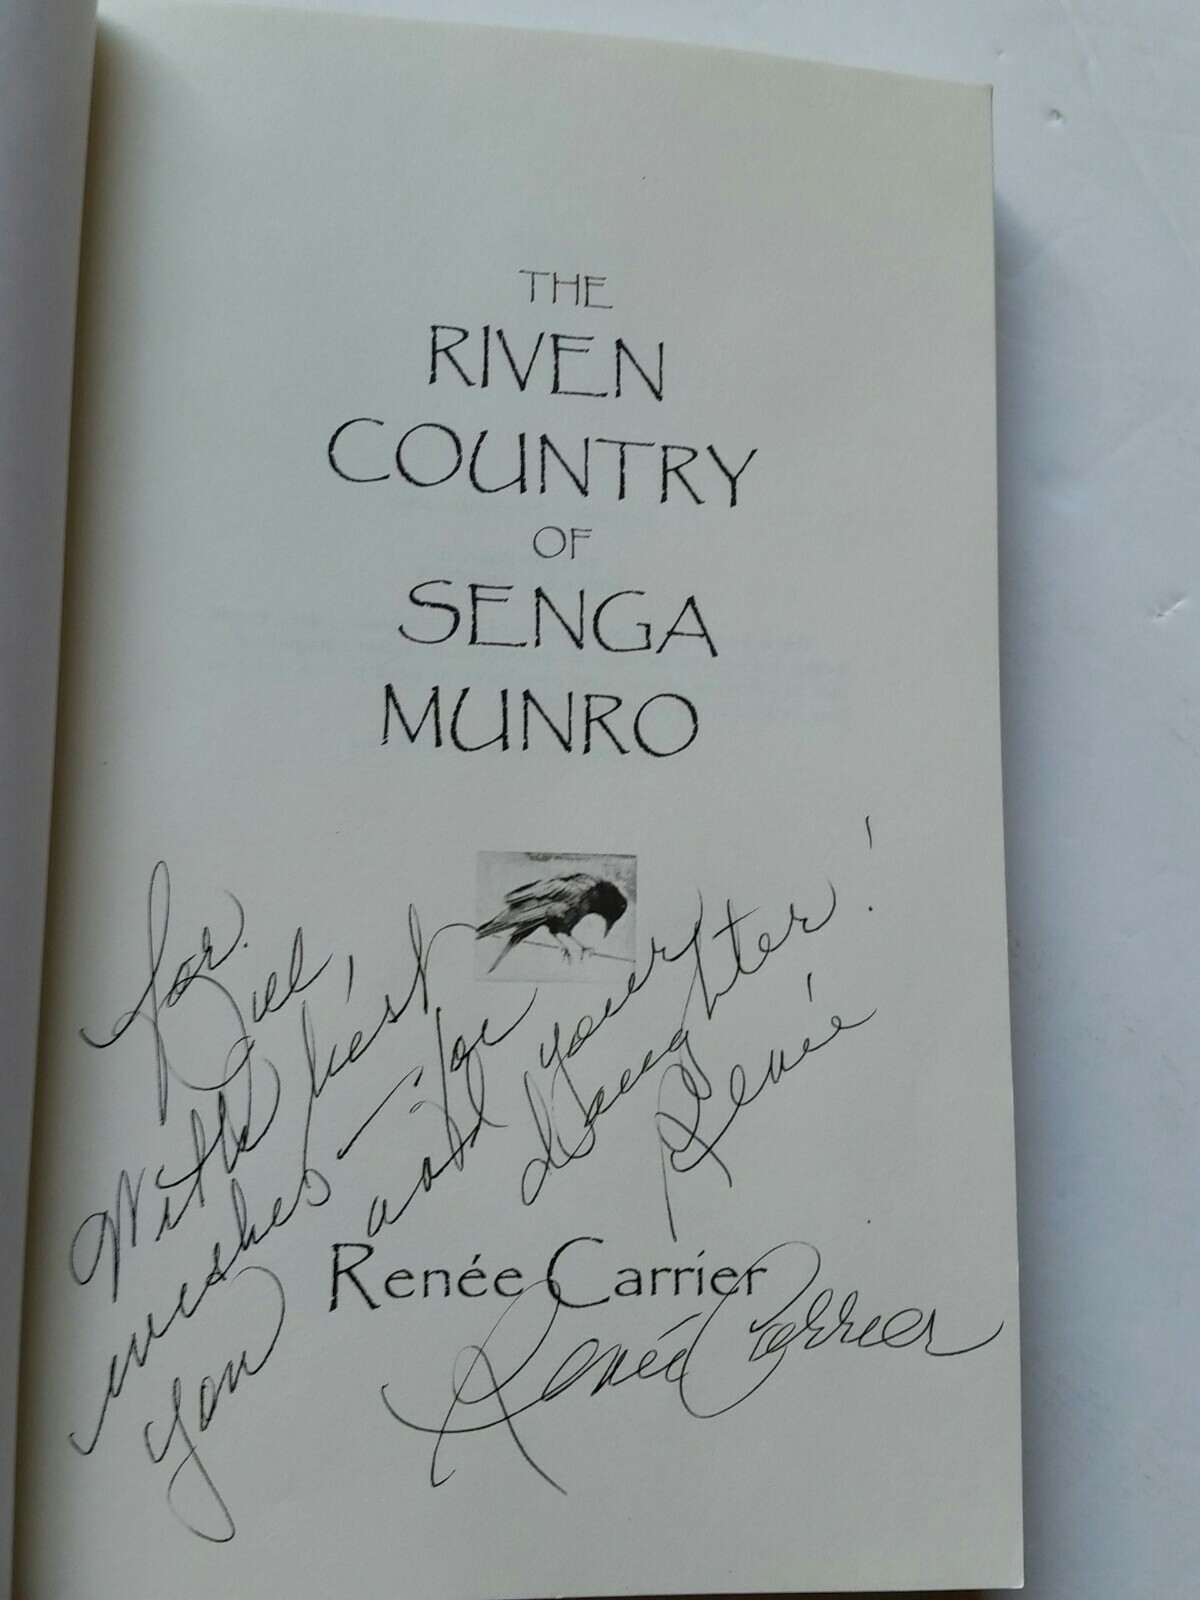 THE
RIVEN
COUNTRY
OF
SENGA
MUNRO
for
With best
wishes — for
you
and your
daughter!
Renée
Renée Carrier
Renée Carrier